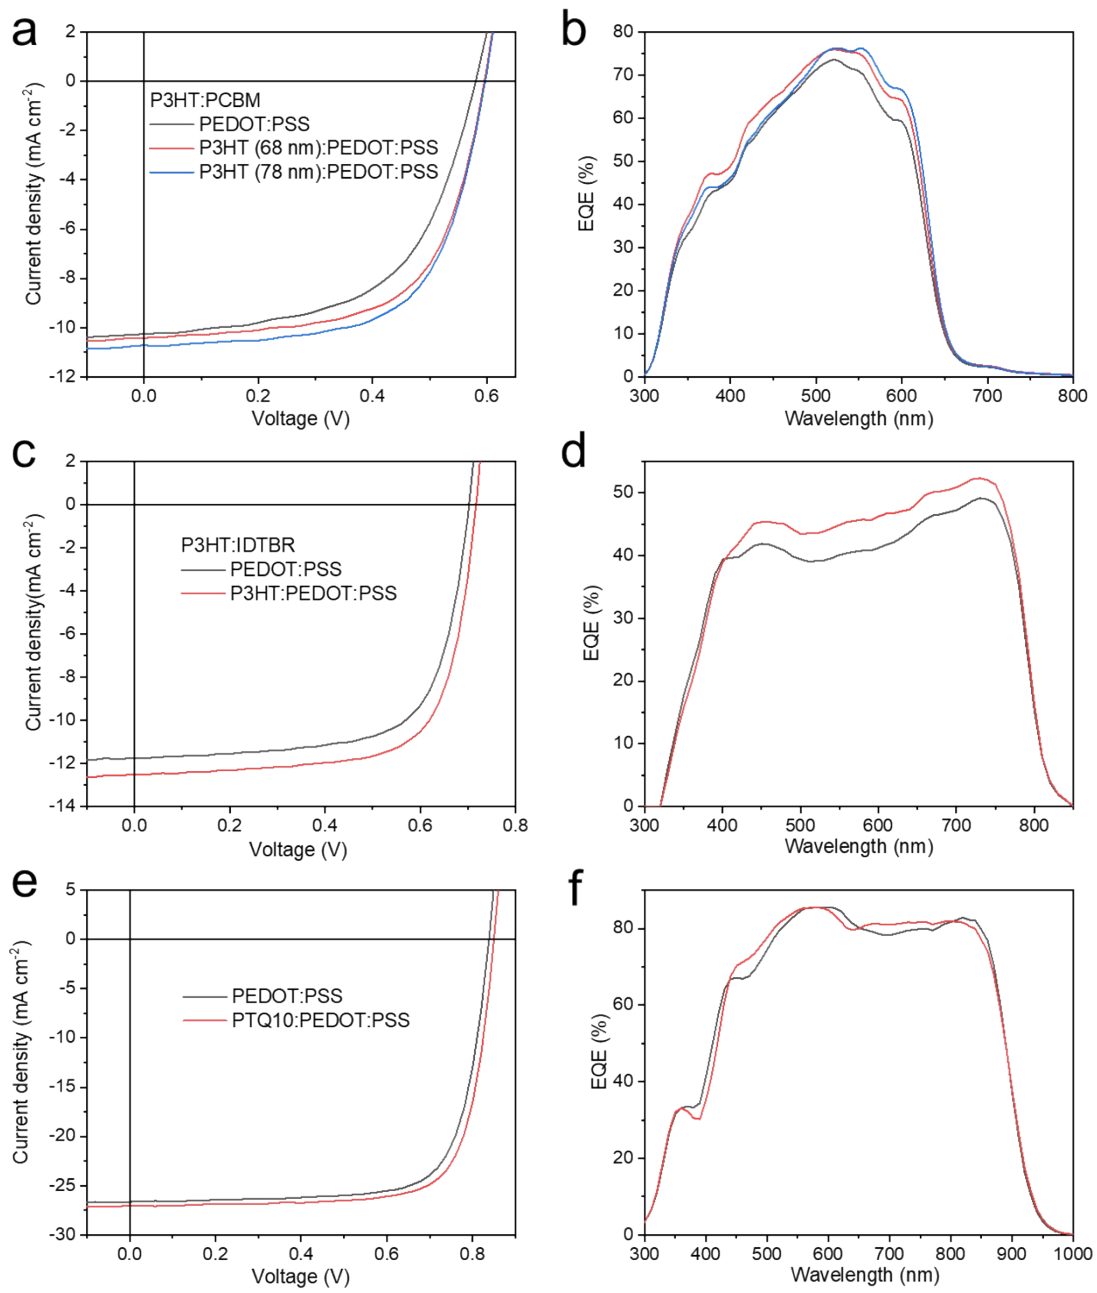 a
2
0
-2
-4
-6
-8
-10
-12
Current density (mA cm-2)
P3HT:PCBM
PEDOT:PSS
P3HT (68 nm):PEDOT:PSS
P3HT (78 nm):PEDOT:PSS
0.0
0.2
0.4
0.6
Voltage (V)
b
80
70
60
50
40
30
20
10
0
EQE (%)
300
400
500
600
700
800
Wavelength (nm)
c
2
0
-2
-4
-6
-8
-10
-12
-14
Current density(mA cm-2)
P3HT:IDTBR
PEDOT:PSS
P3HT:PEDOT:PSS
0.0
0.2
0.4
0.6
0.8
Voltage (V)
d
50
40
30
20
10
0
EQE (%)
300
400
500
600
700
800
Wavelength (nm)
e
5
0
-5
-10
-15
-20
-25
-30
Current density (mA cm-2)
PEDOT:PSS
PTQ10:PEDOT:PSS
0.0
0.2
0.4
0.6
0.8
Voltage (V)
f
80
60
40
20
0
EQE (%)
300
400
500
600
700
800
900
1000
Wavelength (nm)